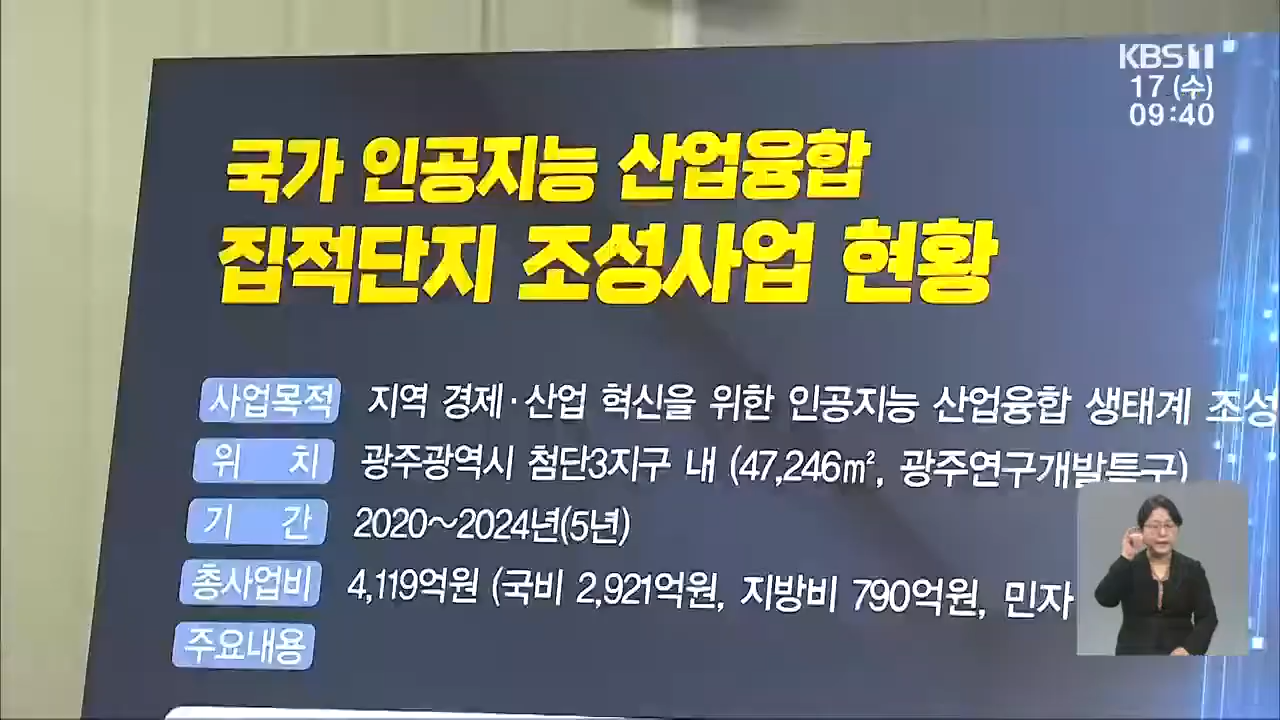 KBS 1
17 (수)
09:40
국가 인공지능 산업융합
집적단지 조성사업 현황
사업목적 지역 경제·산업 혁신을 위한 인공지능 산업융합 생태계 조성
위 치 광주광역시 첨단3지구 내 (47,246㎡, 광주연구개발특구)
기 간 2020~2024년(5년)
총사업비 4,119억원 (국비 2,921억원, 지방비 790억원, 민자
주요내용